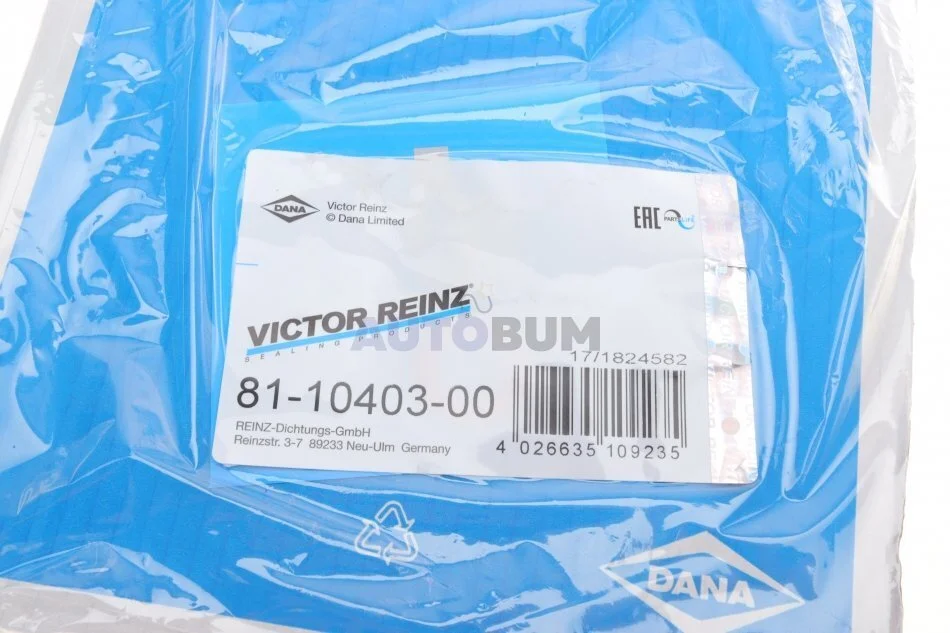 DANA
Victor Reinz
© Dana Limited
EAC
PARTSLIFE
VICTOR REINZ®
SEALING PRODUCTS
AUTOBUM
17/1824582
81-10403-00
REINZ-Dichtungs-GmbH
Reinzstr. 3-7 89233 Neu-Ulm Germany
4 026635 109235
DANA